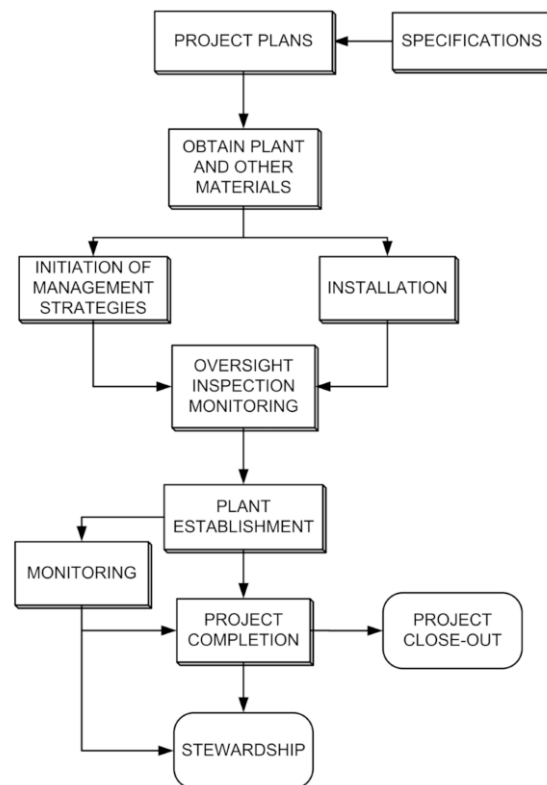 PROJECT PLANS
SPECIFICATIONS
OBTAIN PLANT
AND OTHER
MATERIALS
INITIATION OF
MANAGEMENT
STRATEGIES
INSTALLATION
OVERSIGHT
INSPECTION
MONITORING
PLANT
ESTABLISHMENT
MONITORING
PROJECT
COMPLETION
PROJECT
CLOSE-OUT
STEWARDSHIP